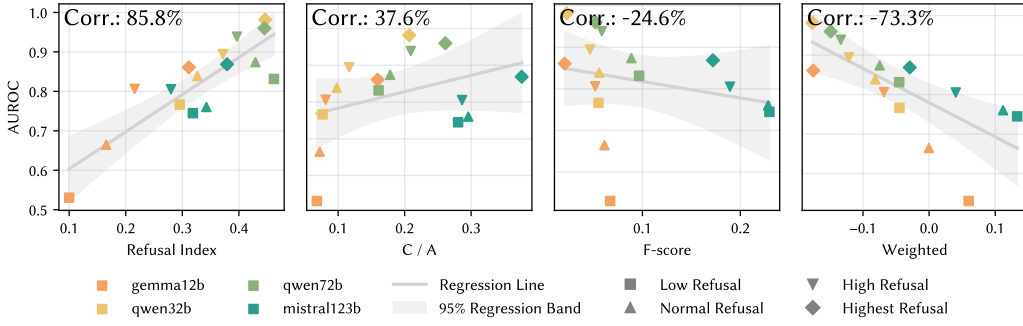 Corr.: 85.8%
Corr.: 37.6%
Corr.: -24.6%
Corr.: -73.3%
1.0
0.9
0.8
0.7
0.6
0.5
AUROC
0.1 0.2 0.3 0.4
0.1 0.2 0.3
0.1 0.2
−0.1 0.0 0.1
Refusal Index
C / A
F-score
Weighted
gemma12b qwen72b Regression Line Low Refusal High Refusal
qwen32b mistral123b 95% Regression Band Normal Refusal Highest Refusal